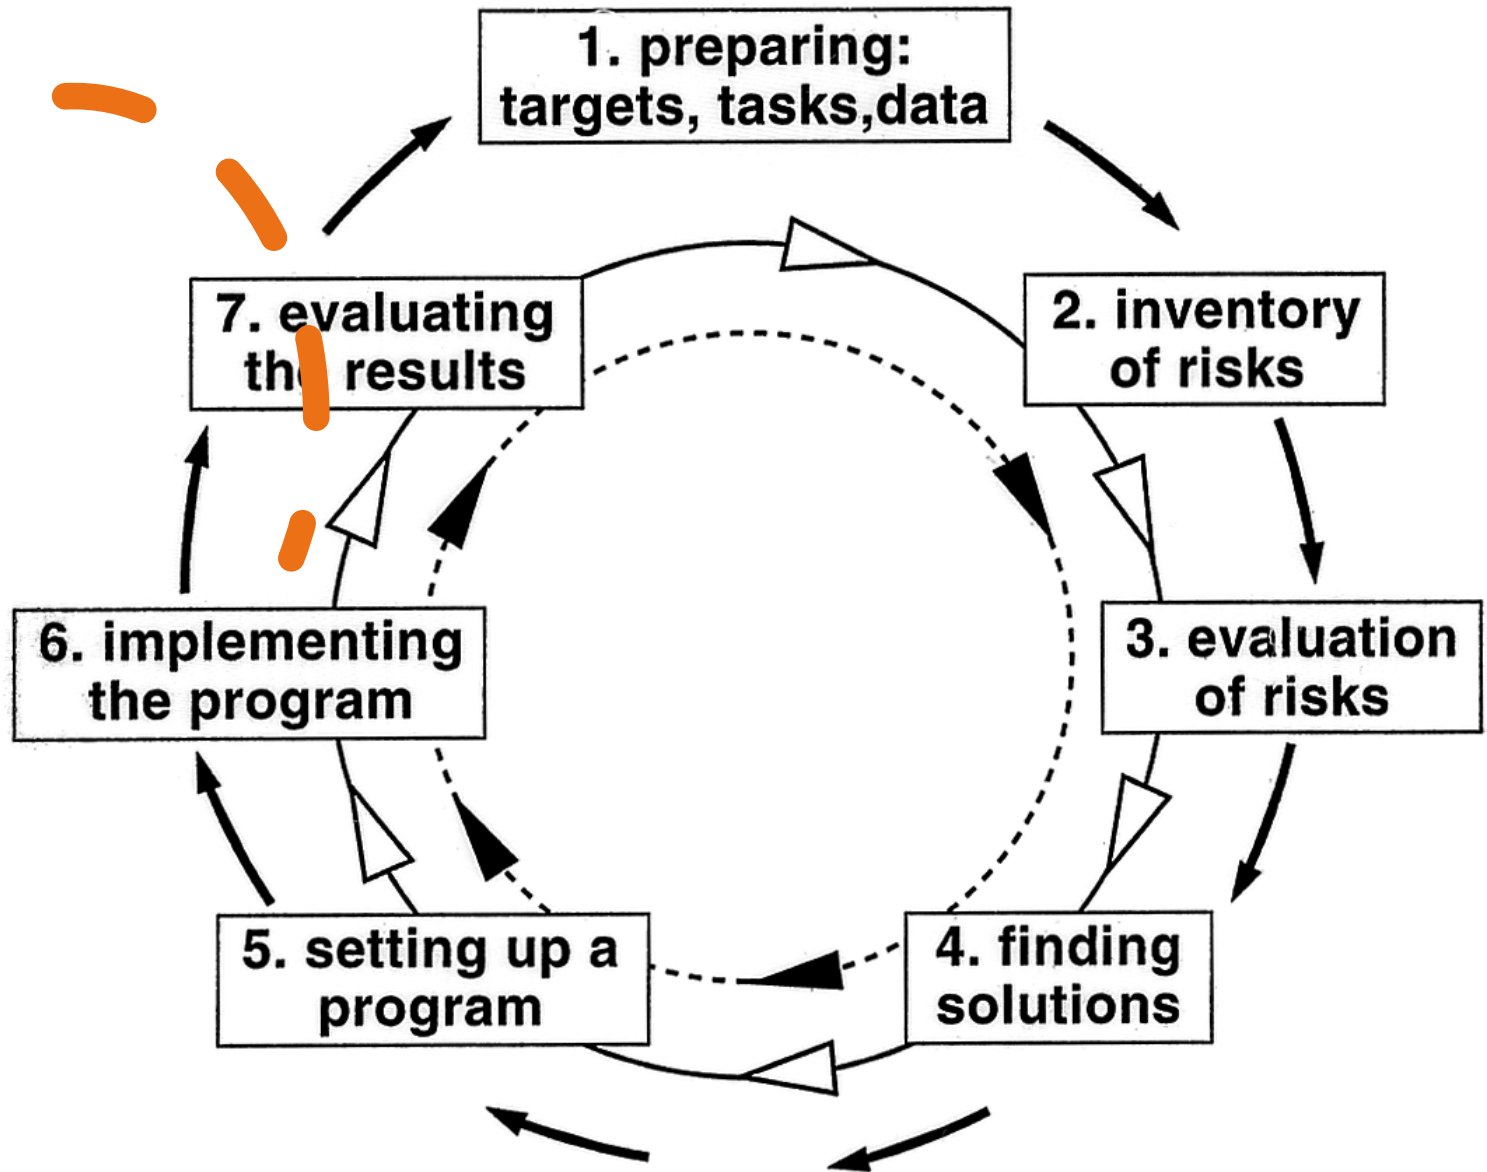 1. preparing:
targets, tasks,data
2. inventory
of risks
3. evaluation
of risks
4. finding
solutions
5. setting up a
program
6. implementing
the program
7. evaluating
the results